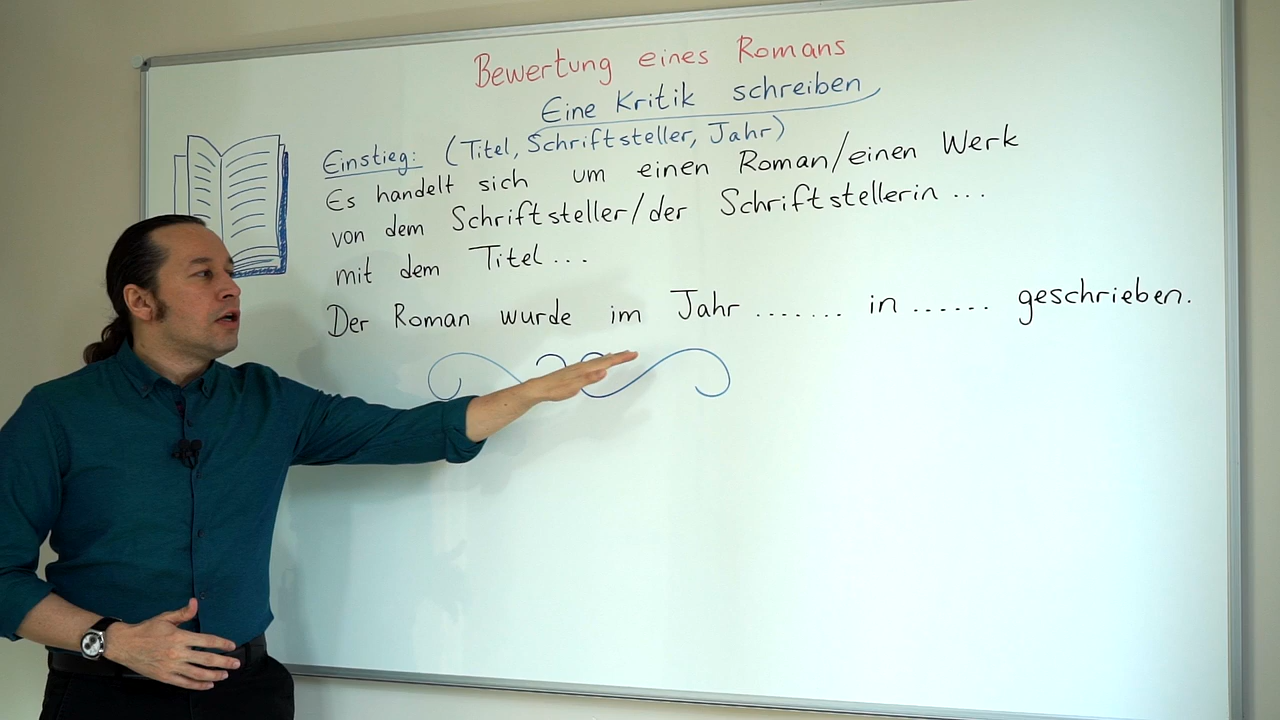 Bewertung eines Romans
Eine Kritik schreiben
Einstieg: (Titel, Schriftsteller, Jahr)
Es handelt sich um einen Roman/einen Werk
von dem Schriftsteller/der Schriftstellerin ...
mit dem Titel...
Der Roman wurde im Jahr ....... in ...... geschrieben.